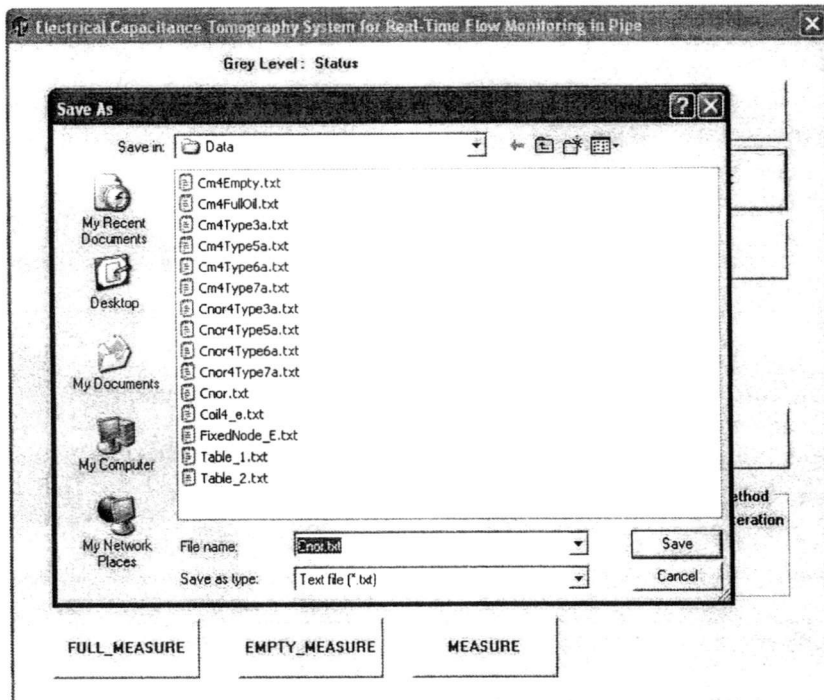 Electrical Capacitance Tomography System for Real-Time Flow Monitoring in Pipe
Grey Level : Status
Save As
Save in: Data
Cm4Empty.txt
Cm4FullOil.txt
Cm4Type3a.txt
Cm4Type5a.txt
Cm4Type6a.txt
Cm4Type7a.txt
Cnor4Type3a.txt
Cnor4Type5a.txt
Cnor4Type6a.txt
Cnor4Type7a.txt
Cnor.txt
Coil4_e.txt
FixedNode_E.txt
Table_1.txt
Table_2.txt
My Recent
Documents
Desktop
My Documents
My Computer
My Network
Places
File name: Cnor.txt Save
Save as type: Text file (*.txt) Cancel
ethod
eration
FULL_MEASURE EMPTY_MEASURE MEASURE